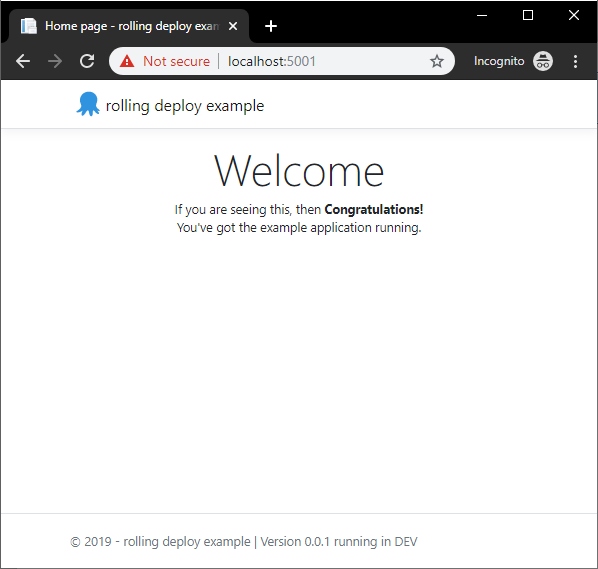 Home page - rolling deploy exam
Not secure | localhost:5001
Incognito
rolling deploy example
Welcome
If you are seeing this, then Congratulations!
You've got the example application running.
© 2019 - rolling deploy example | Version 0.0.1 running in DEV